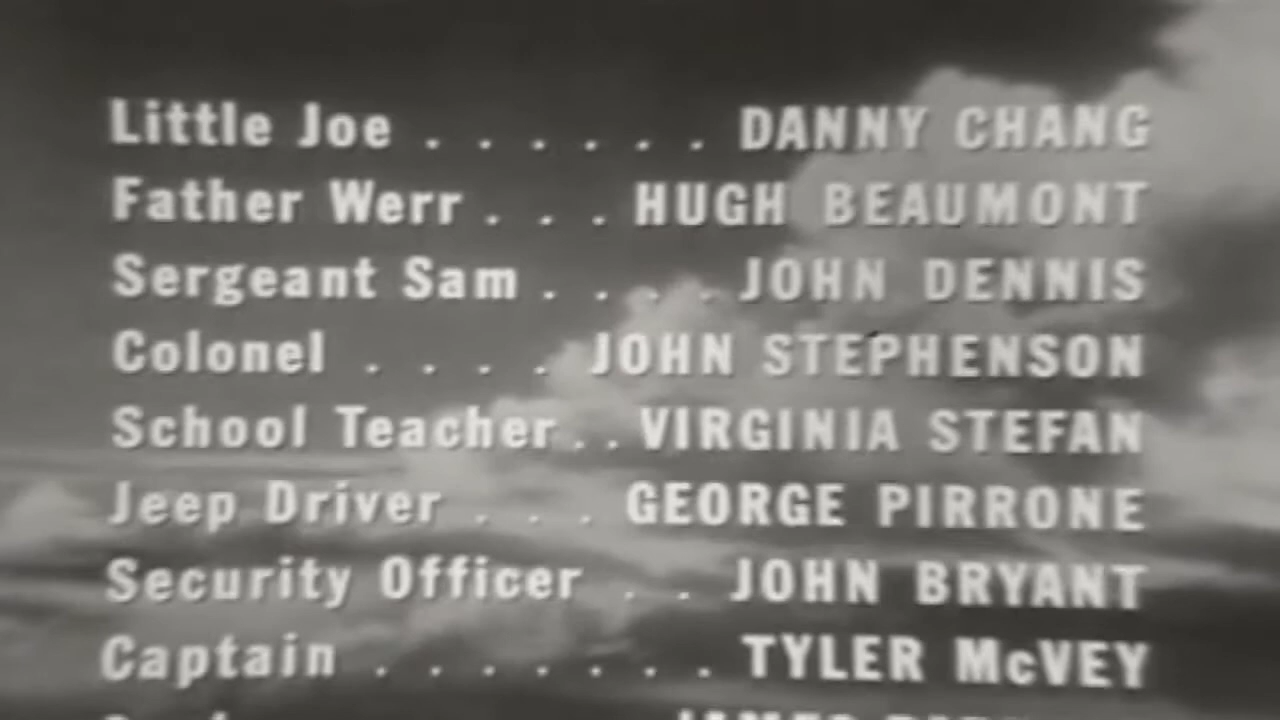 Little Joe . . . . . . DANNY CHANG
Father Werr . . . HUGH BEAUMONT
Sergeant Sam . . . . JOHN DENNIS
Colonel . . . . JOHN STEPHENSON
School Teacher . . VIRGINIA STEFAN
Jeep Driver . . . GEORGE PIRRONE
Security Officer . . JOHN BRYANT
Captain . . . . . . . TYLER McVEY